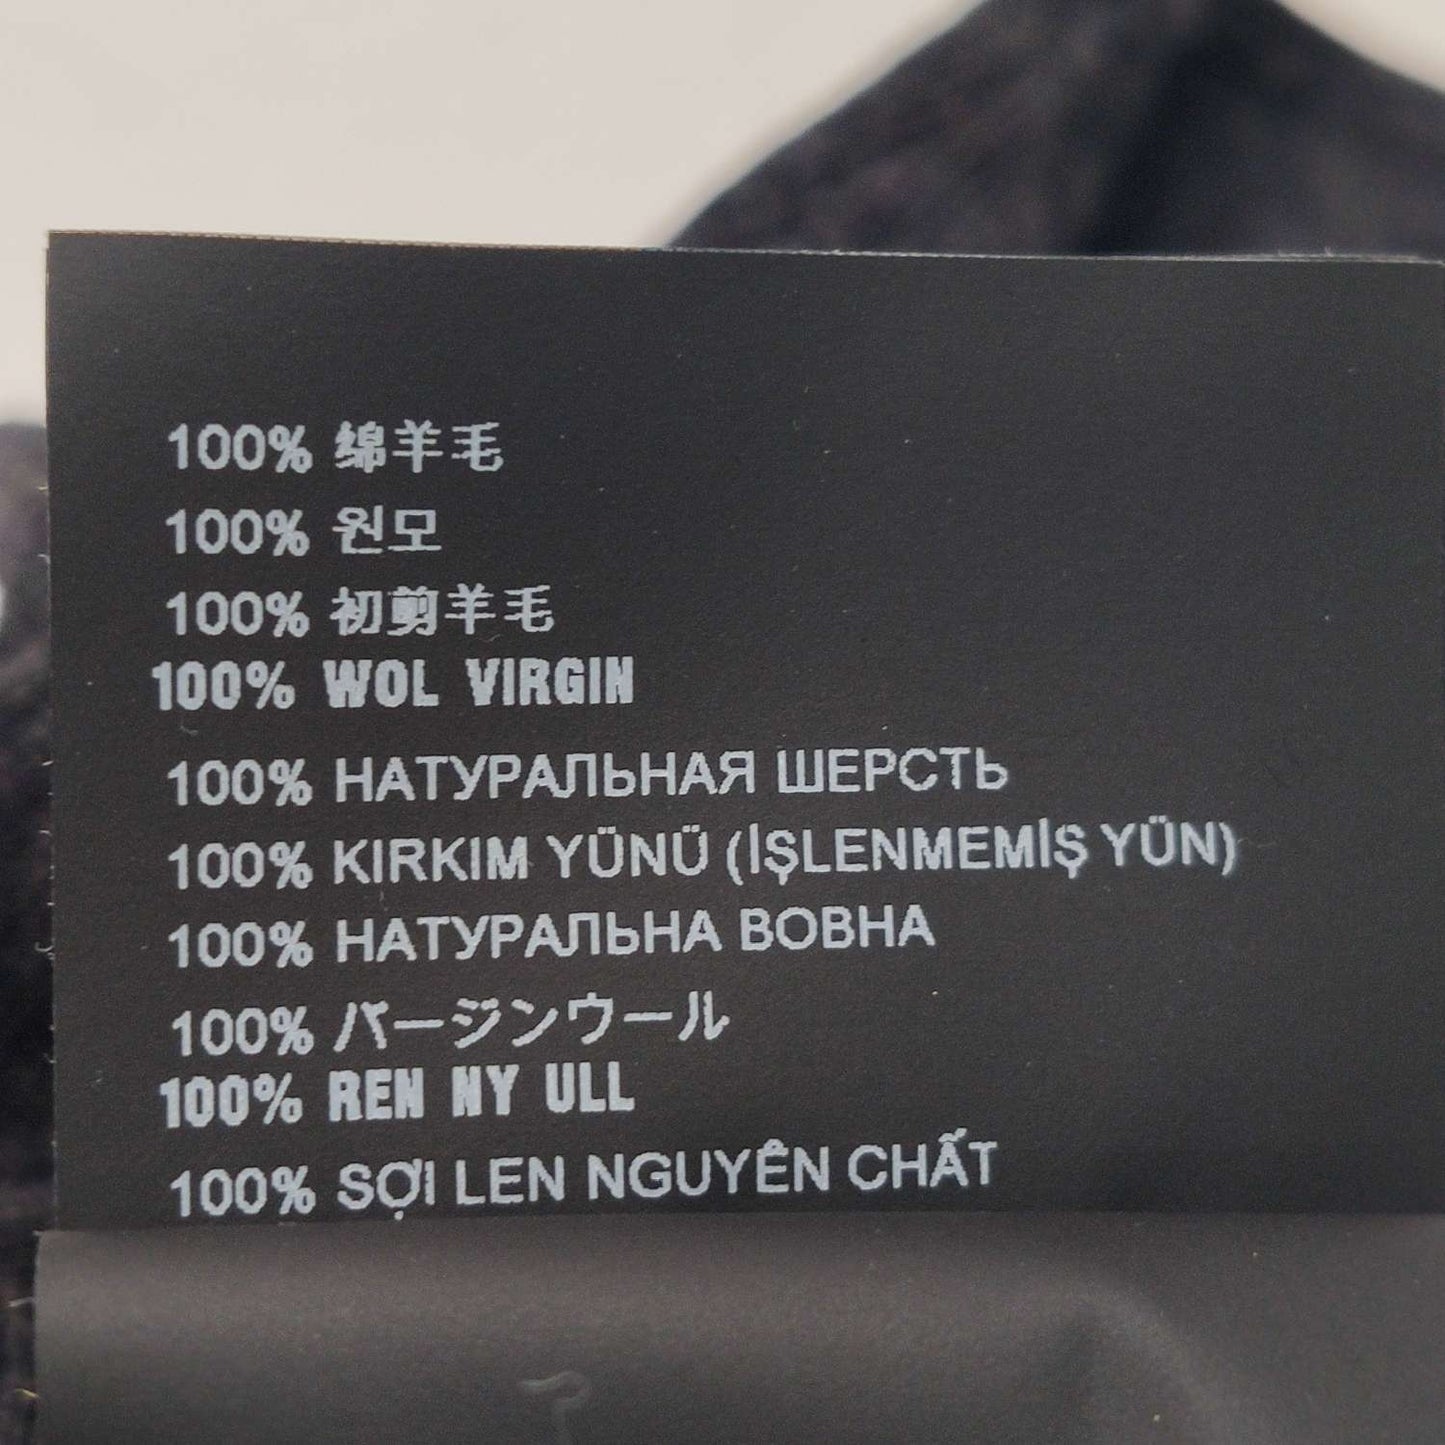 100% 绵羊毛
100% 원모
100% 初剪羊毛
100% WOL VIRGIN
100% НАТУРАЛЬНАЯ ШЕРСТЬ
100% KIRKIM YÜNÜ (İŞLENMEMİŞ YÜN)
100% НАТУРАЛЬНА ВОВНА
100% バージンウール
100% REN NY ULL
100% SỢI LEN NGUYÊN CHẤT